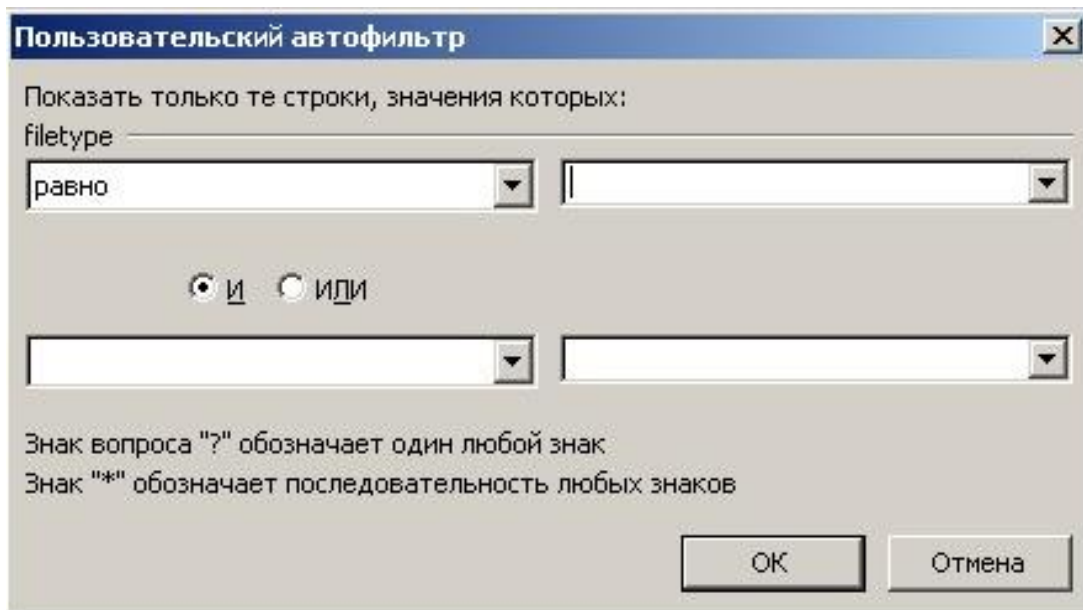 Пользовательский автофильтр
Показать только те строки, значения которых:
filetype
равно
И ИЛИ
Знак вопроса "?" обозначает один любой знак
Знак "*" обозначает последовательность любых знаков
ОК Отмена